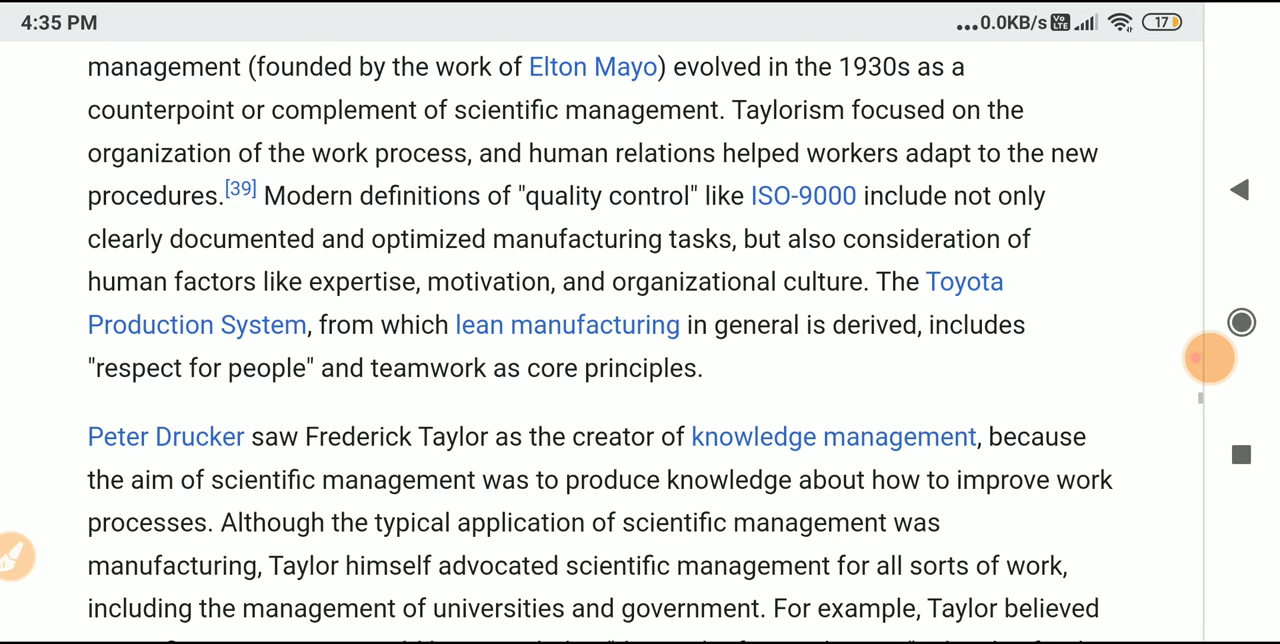 4:35 PM
...0.0KB/s Vo LTE 17
management (founded by the work of Elton Mayo) evolved in the 1930s as a
counterpoint or complement of scientific management. Taylorism focused on the
organization of the work process, and human relations helped workers adapt to the new
procedures.[39] Modern definitions of "quality control" like ISO-9000 include not only
clearly documented and optimized manufacturing tasks, but also consideration of
human factors like expertise, motivation, and organizational culture. The Toyota
Production System, from which lean manufacturing in general is derived, includes
"respect for people" and teamwork as core principles.
Peter Drucker saw Frederick Taylor as the creator of knowledge management, because
the aim of scientific management was to produce knowledge about how to improve work
processes. Although the typical application of scientific management was
manufacturing, Taylor himself advocated scientific management for all sorts of work,
including the management of universities and government. For example, Taylor believed